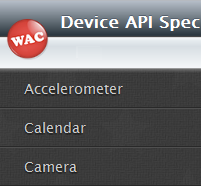 WAC
Device API Spec
Accelerometer
Calendar
Camera